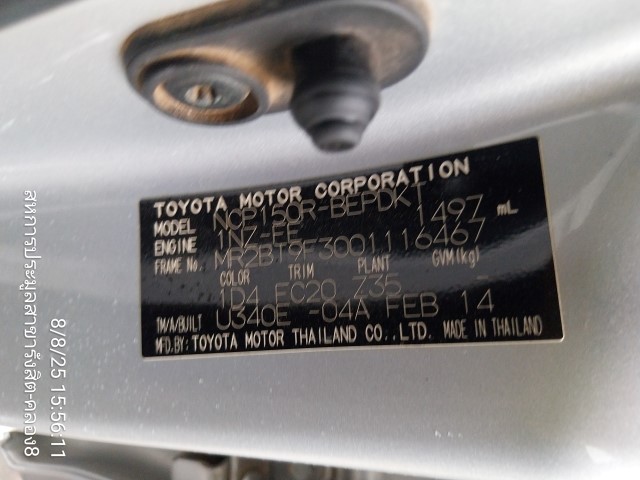 TOYOTA MOTOR CORPORATION
MODEL NCP150R-BEPDKT
ENGINE 1NZ-FE 1497 mL
FRAME No. MR2BT9F3001116467
COLOR TRIM PLANT GVM(kg)
1D4 EC20 Z35 -
TM/A/BUILT U340E -04A FEB 14
MFD.BY: TOYOTA MOTOR THAILAND CO.,LTD. MADE IN THAILAND
สหการประมูลสาขารังสิต-คลอง8
8/8/25 15:56:11